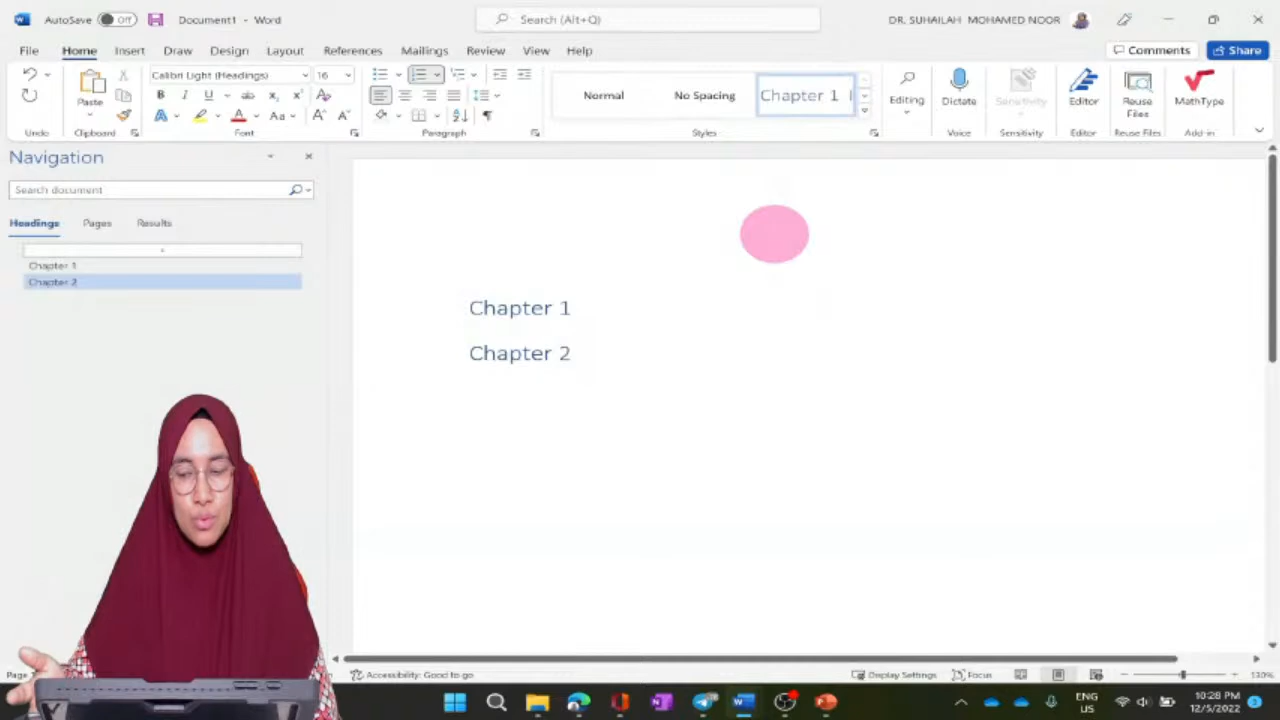 AutoSave Off Document1 - Word Search (Alt+Q) DR. SUHAILAH MOHAMED NOOR
File Home Insert Draw Design Layout References Mailings Review View Help Comments Share
Calibri Light (Headings) 16
Paste
Normal No Spacing Chapter 1
Editing Dictate Sensitivity Editor Reuse Files MathType
Undo Clipboard Font Paragraph Styles Voice Sensitivity Editor Reuse Files Add-in
Navigation
Search document
Headings Pages Results
Chapter 1
Chapter 2
Chapter 1
Chapter 2
Page Accessibility: Good to go Display Settings Focus 130%
ENG
US
10:28 PM
12/5/2022
2